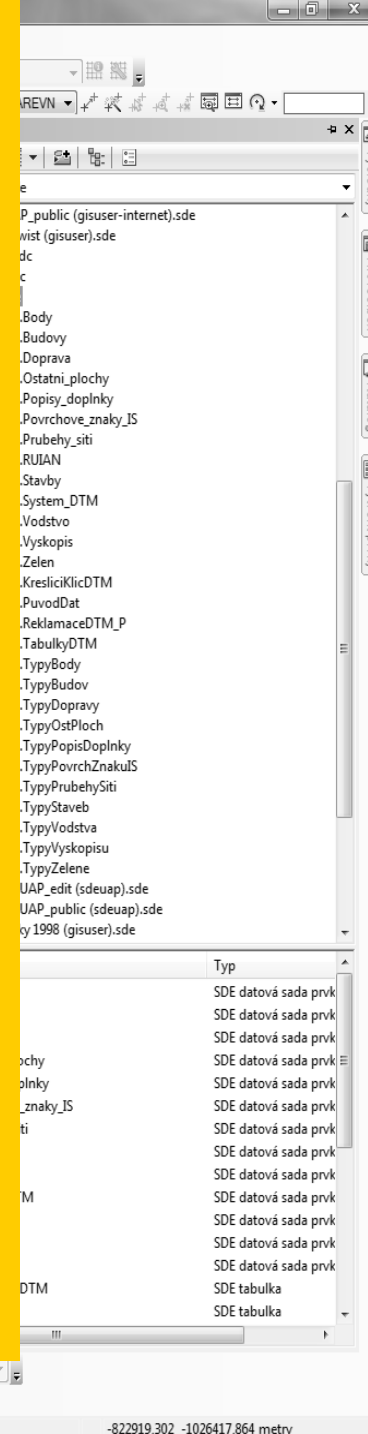 AREVN
e
P_public (gisuser-internet).sde
wist (gisuser).sde
dc
c
.Body
.Budovy
.Doprava
.Ostatni_plochy
.Popisy_doplnky
.Povrchove_znaky_IS
.Prubehy_siti
.RUIAN
.Stavby
.System_DTM
.Vodstvo
.Vyskopis
.Zelen
.KresliciKlicDTM
.PuvodDat
.ReklamaceDTM_P
.TabulkyDTM
.TypyBody
.TypyBudov
.TypyDopravy
.TypyOstPloch
.TypyPopisDoplnky
.TypyPovrchZnakuIS
.TypyPrubehySiti
.TypyStaveb
.TypyVodstva
.TypyVyskopisu
.TypyZelene
UAP_edit (sdeuap).sde
UAP_public (sdeuap).sde
ky 1998 (gisuser).sde
Typ
SDE datová sada prvk
SDE datová sada prvk
SDE datová sada prvk
ochy SDE datová sada prvk
plnky SDE datová sada prvk
_znaky_IS SDE datová sada prvk
ti SDE datová sada prvk
SDE datová sada prvk
SDE datová sada prvk
M SDE datová sada prvk
SDE datová sada prvk
SDE datová sada prvk
SDE datová sada prvk
DTM SDE tabulka
SDE tabulka
-822919.302 -1026417.864 metry